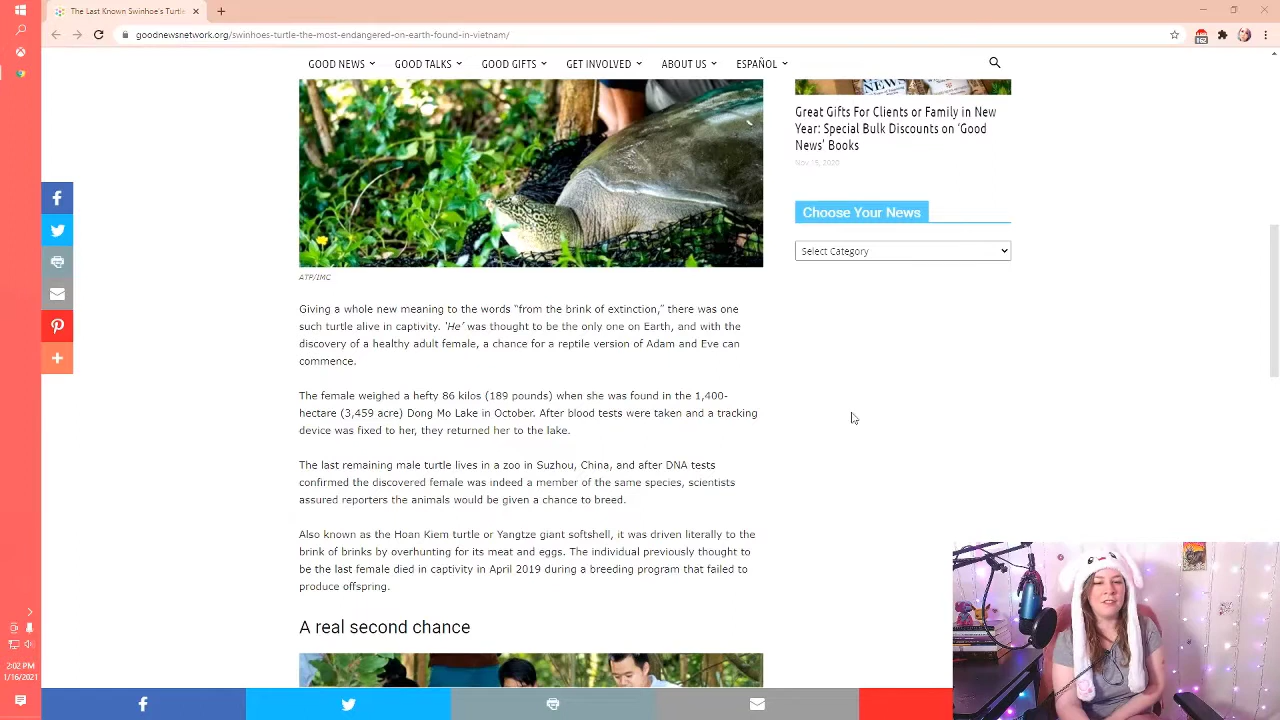 The Last Known Swinhoe's Turtle
goodnewsnetwork.org/swinhoes-turtle-the-most-endangered-on-earth-found-in-vietnam/
162
GOOD NEWS GOOD TALKS GOOD GIFTS GET INVOLVED ABOUT US ESPAÑOL
NEW
Great Gifts For Clients or Family in New
Year: Special Bulk Discounts on ‘Good
News’ Books
Nov 15, 2020
Choose Your News
Select Category
ATP/IMC
Giving a whole new meaning to the words “from the brink of extinction,” there was one
such turtle alive in captivity. ‘He’ was thought to be the only one on Earth, and with the
discovery of a healthy adult female, a chance for a reptile version of Adam and Eve can
commence.
The female weighed a hefty 86 kilos (189 pounds) when she was found in the 1,400-
hectare (3,459 acre) Dong Mo Lake in October. After blood tests were taken and a tracking
device was fixed to her, they returned her to the lake.
The last remaining male turtle lives in a zoo in Suzhou, China, and after DNA tests
confirmed the discovered female was indeed a member of the same species, scientists
assured reporters the animals would be given a chance to breed.
Also known as the Hoan Kiem turtle or Yangtze giant softshell, it was driven literally to the
brink of brinks by overhunting for its meat and eggs. The individual previously thought to
be the last female died in captivity in April 2019 during a breeding program that failed to
produce offspring.
A real second chance
2:02 PM
1/16/2021